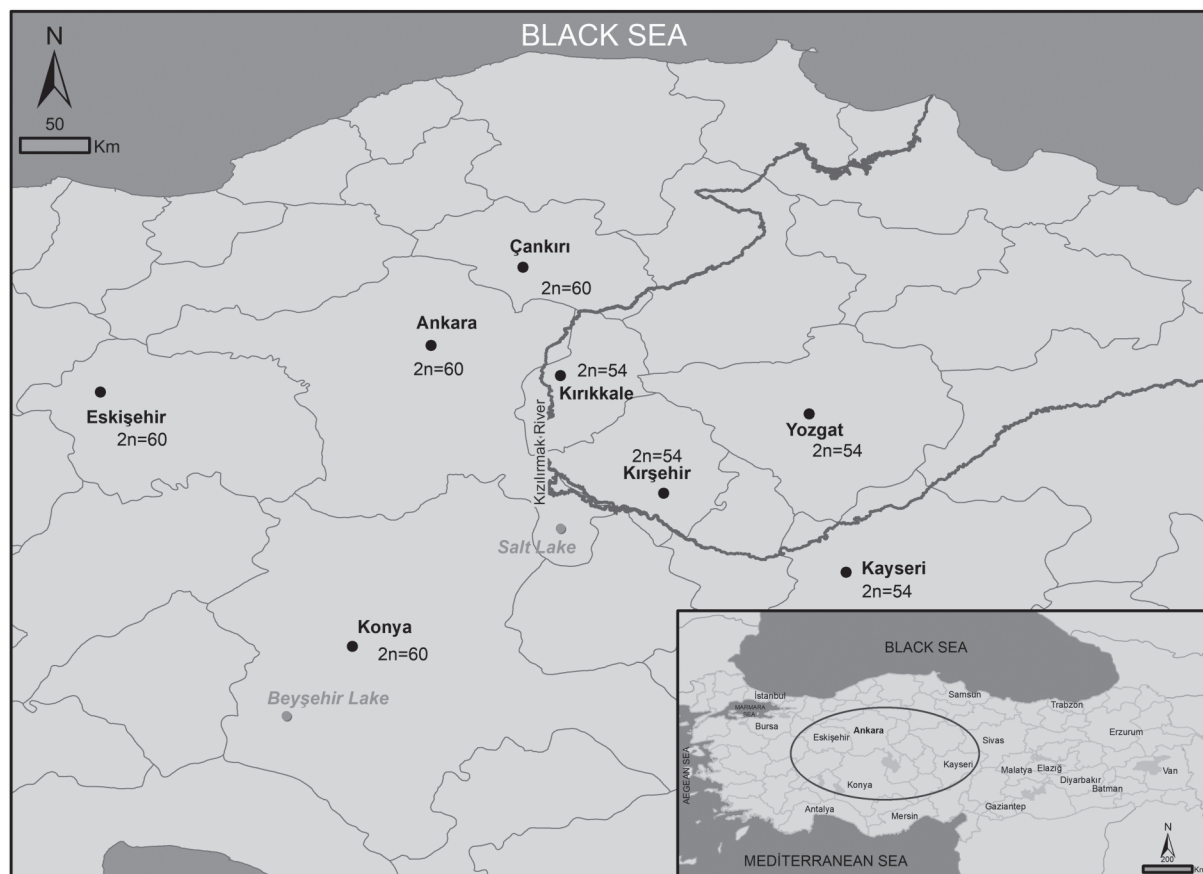 BLACK SEA
N
50
Km
Çankırı
2n=60
Ankara
2n=60
2n=54
Kırıkkale
Eskişehir
2n=60
Yozgat
2n=54
Kızılırmak River
2n=54
Kırşehir
Salt Lake
Kayseri
2n=54
Konya
2n=60
Beyşehir Lake
BLACK SEA
İstanbul
MARMARA
SEA
Samsun
Trabzon
Bursa
Eskişehir
Ankara
Sivas
Erzurum
AEGEAN SEA
Kayseri
Malatya
Elazığ
Van
Diyarbakır
Batman
Konya
Gaziantep
Antalya
Mersin
N
200
Km
MEDİTERRANEAN SEA